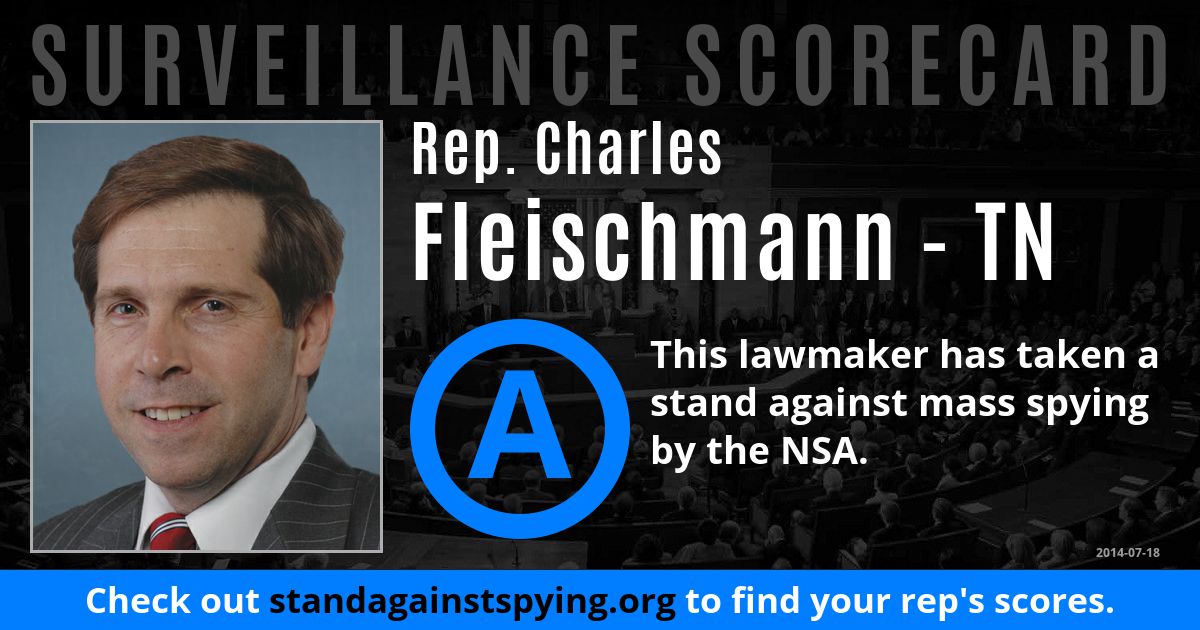 SURVEILLANCE SCORECARD
Rep. Charles
Fleischmann - TN
A
This lawmaker has taken a
stand against mass spying
by the NSA.
2014-07-18
Check out standagainstspying.org to find your rep's scores.